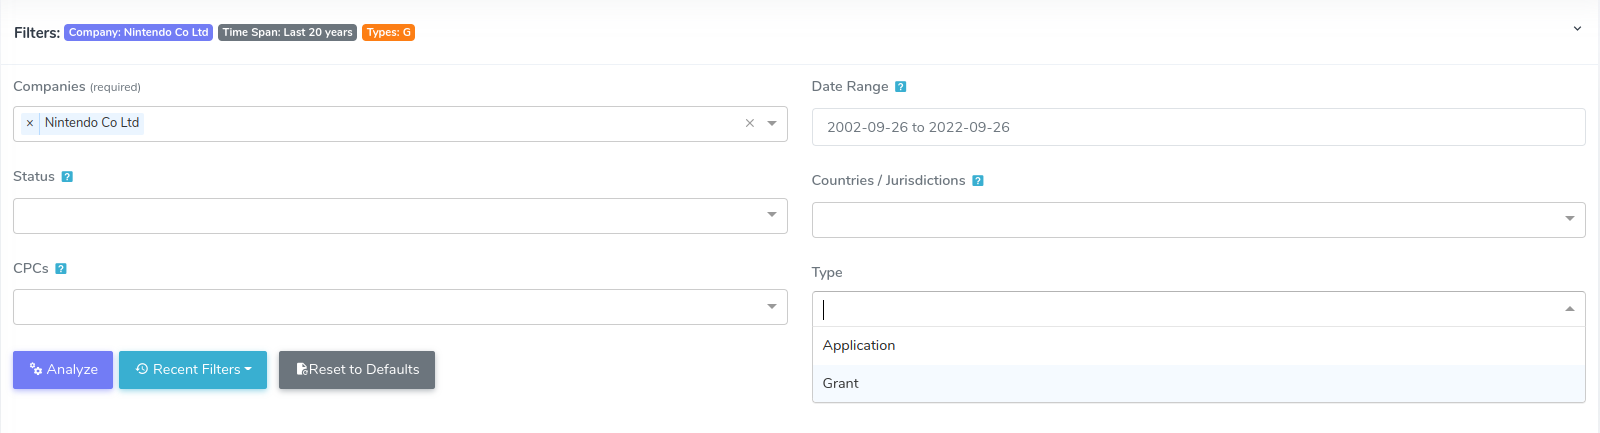 Filters: Company: Nintendo Co Ltd Time Span: Last 20 years Types: G
Companies (required)
× Nintendo Co Ltd ×
Date Range ?
2002-09-26 to 2022-09-26
Status ?
Countries / Jurisdictions ?
CPCs ?
Type
Application
Grant
Analyze Recent Filters Reset to Defaults